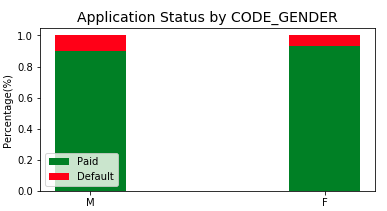 Application Status by CODE_GENDER
Percentage(%)
1.0
0.8
0.6
0.4
0.2
0.0
Paid
Default
M F